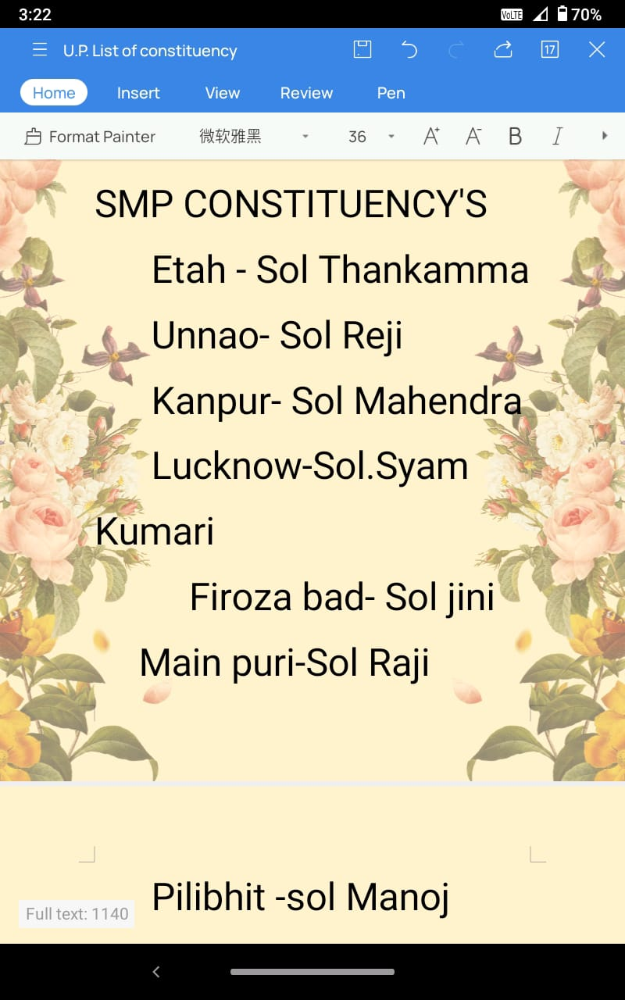 3:22 VoLTE 70%
U.P. List of constituency 17
Home Insert View Review Pen
Format Painter 微软雅黑 36 A+ A- B I
SMP CONSTITUENCY'S
Etah - Sol Thankamma
Unnao- Sol Reji
Kanpur- Sol Mahendra
Lucknow-Sol.Syam
Kumari
Firoza bad- Sol jini
Main puri-Sol Raji
Pilibhit -sol Manoj
Full text: 1140